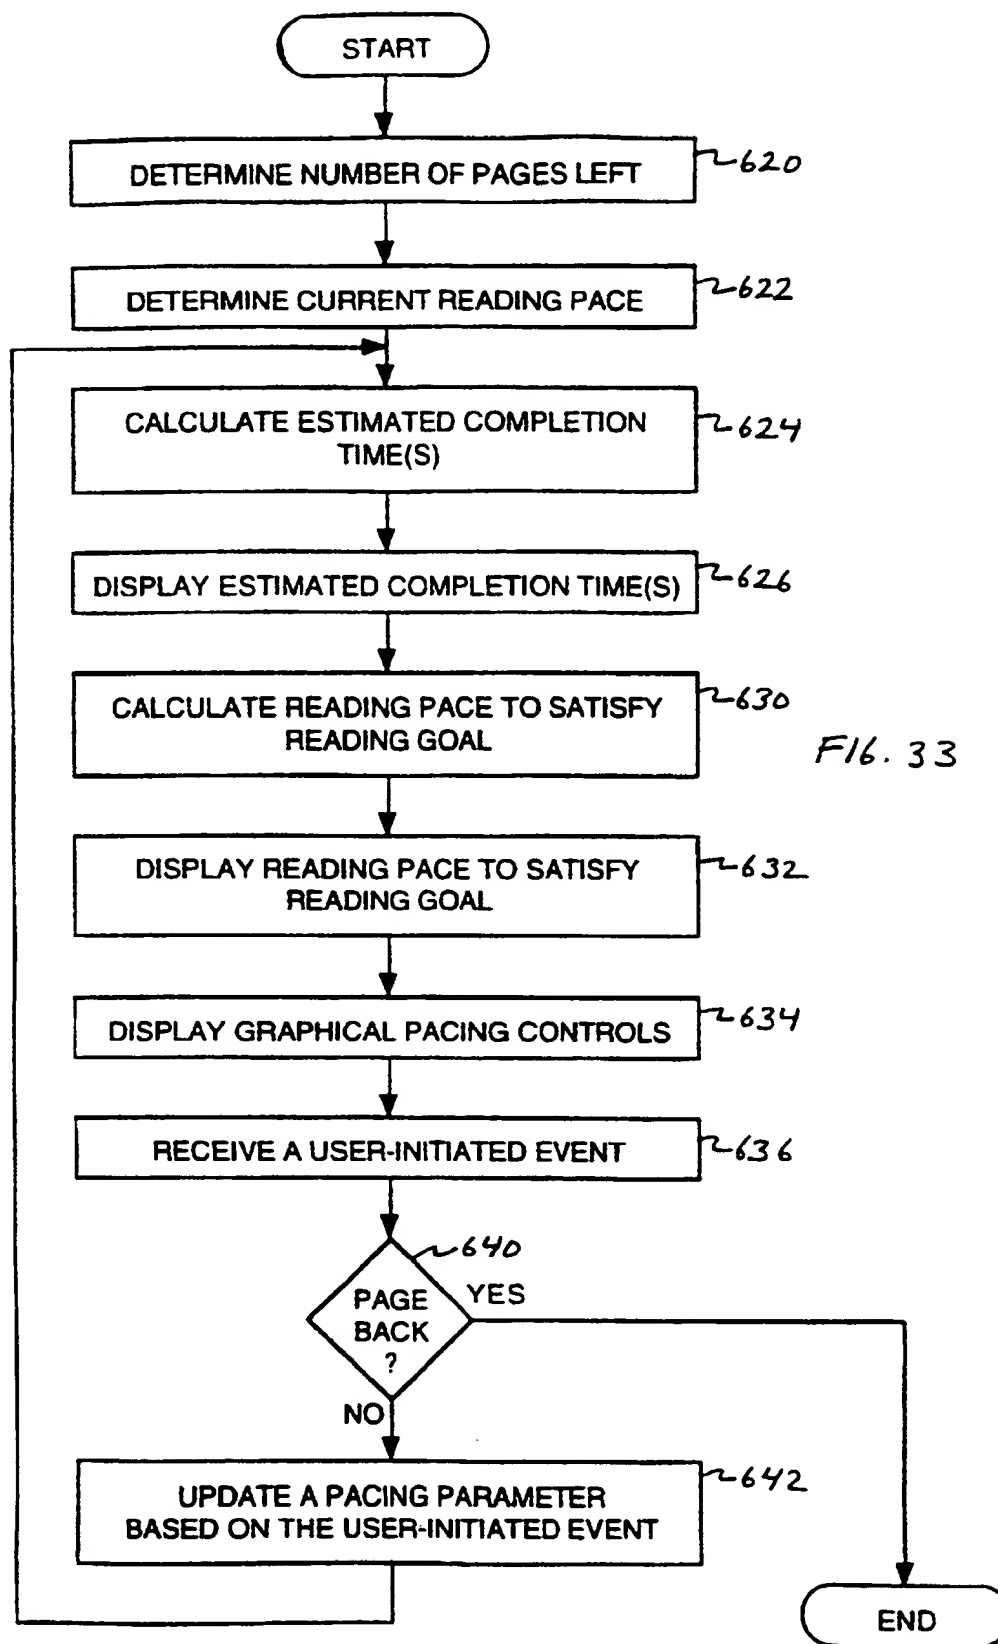 START
DETERMINE NUMBER OF PAGES LEFT
620
DETERMINE CURRENT READING PACE
622
CALCULATE ESTIMATED COMPLETION
TIME(S)
624
DISPLAY ESTIMATED COMPLETION TIME(S)
626
CALCULATE READING PACE TO SATISFY
READING GOAL
630
FIG. 33
DISPLAY READING PACE TO SATISFY
READING GOAL
632
DISPLAY GRAPHICAL PACING CONTROLS
634
RECEIVE A USER-INITIATED EVENT
636
640
PAGE
BACK
?
YES
NO
UPDATE A PACING PARAMETER
BASED ON THE USER-INITIATED EVENT
642
END